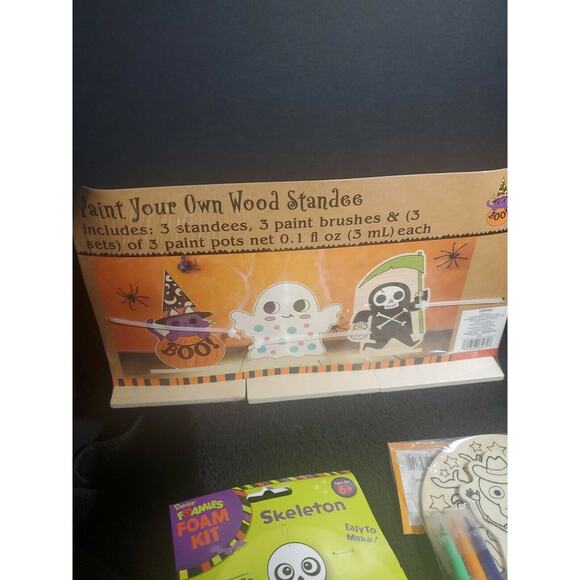 Paint Your Own Wood Standee
Includes: 3 standees, 3 paint brushes & (3
sets) of 3 paint pots net 0.1 fl oz (3 mL) each
BOO!
BOO!
Darice
FOAMIES
FOAM
KIT
Skeleton
5+
Easy To
Make!